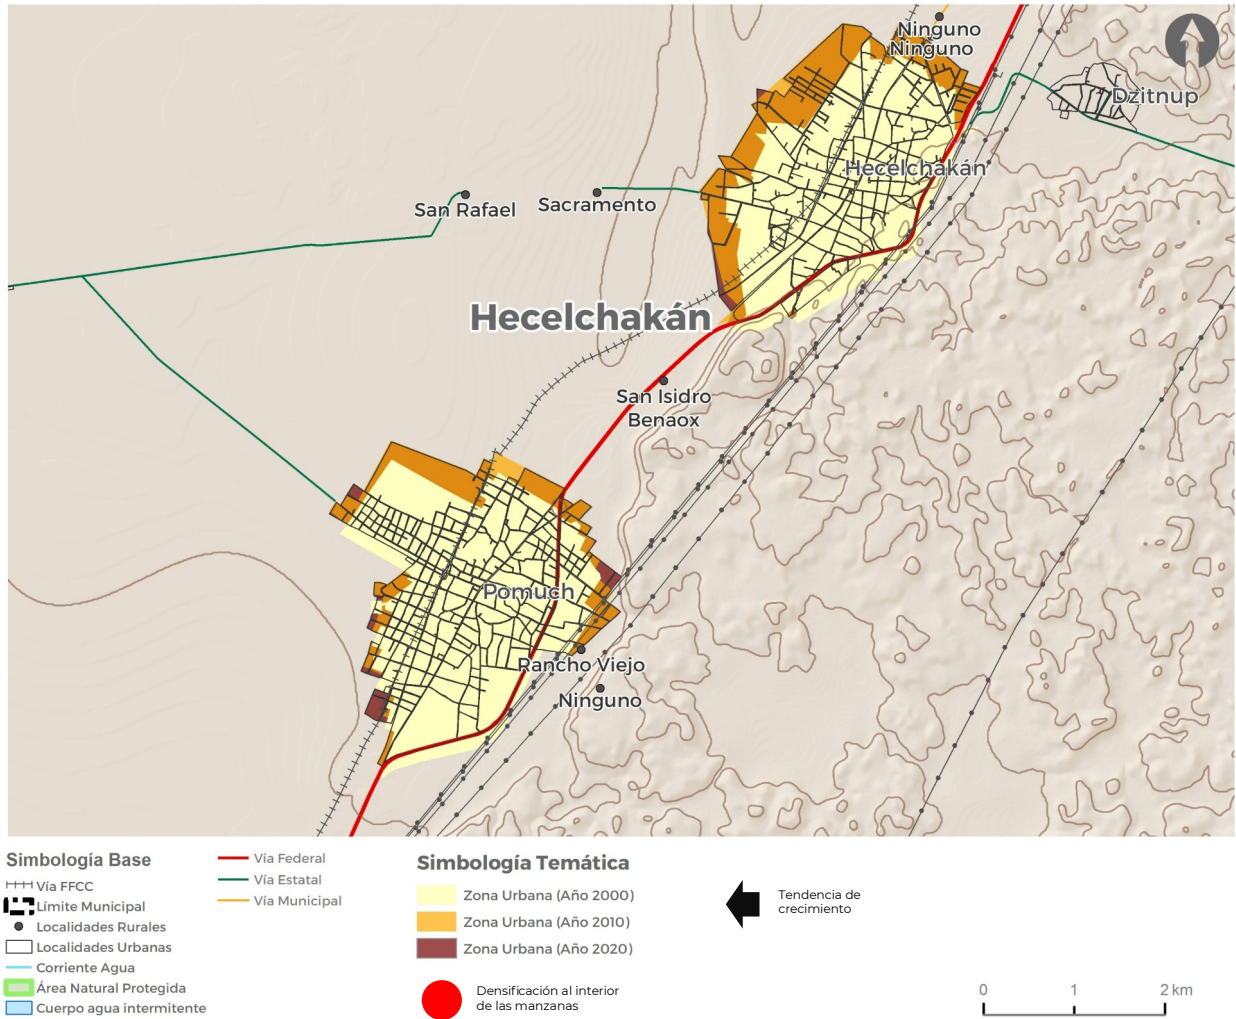 Ninguno
Ninguno
Dzitnup
Hecelchakán
San Rafael
Sacramento
Hecelchakán
San Isidro
Benaox
Pomuch
Rancho Viejo
Ninguno
Simbología Base
Vía FFCC
Límite Municipal
Localidades Rurales
Localidades Urbanas
Corriente Agua
Área Natural Protegida
Cuerpo agua intermitente
Vía Federal
Vía Estatal
Vía Municipal
Simbología Temática
Zona Urbana (Año 2000)
Zona Urbana (Año 2010)
Zona Urbana (Año 2020)
Densificación al interior
de las manzanas
Tendencia de
crecimiento
0 1 2 km